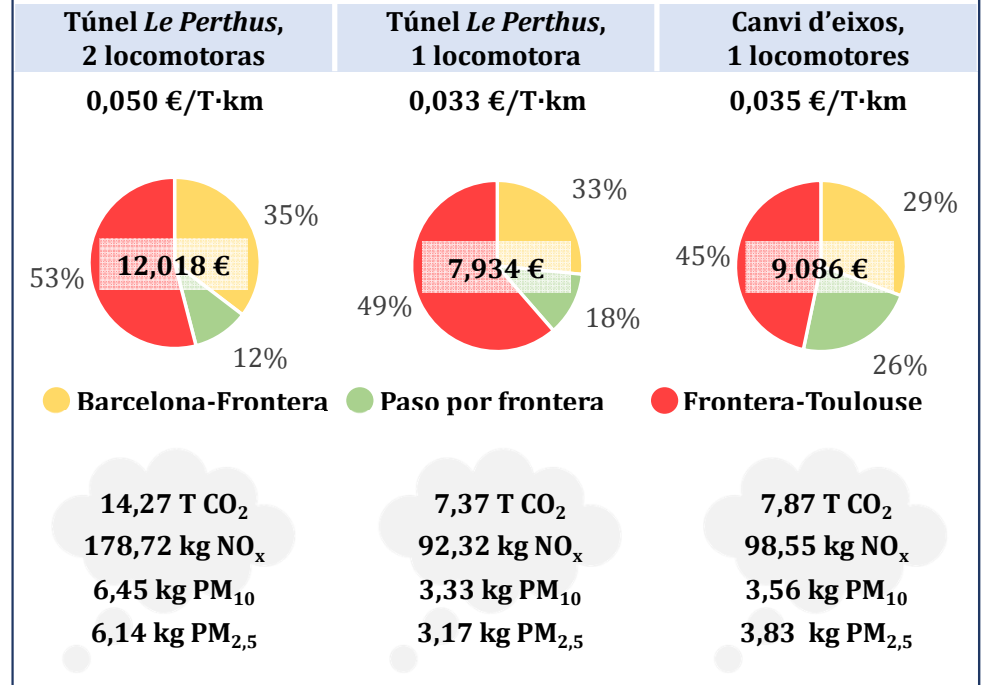 Túnel Le Perthus,
2 locomotoras
Túnel Le Perthus,
1 locomotora
Canvi d'eixos,
1 locomotores
0,050 €/T·km
0,033 €/T·km
0,035 €/T·km
35%
12%
53%
12,018 €
33%
18%
49%
7,934 €
29%
26%
45%
9,086 €
Barcelona-Frontera
Paso por frontera
Frontera-Toulouse
14,27 T CO₂
178,72 kg NOₓ
6,45 kg PM₁₀
6,14 kg PM₂,₅
7,37 T CO₂
92,32 kg NOₓ
3,33 kg PM₁₀
3,17 kg PM₂,₅
7,87 T CO₂
98,55 kg NOₓ
3,56 kg PM₁₀
3,83 kg PM₂,₅